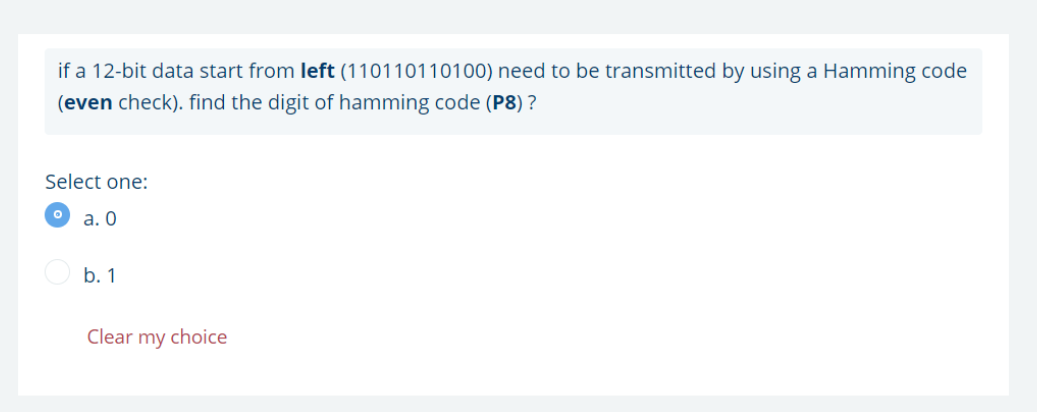 if a 12-bit data start from left (110110110100) need to be transmitted by using a Hamming code
(even check). find the digit of hamming code (P8) ?
Select one:
a. 0
b. 1
Clear my choice